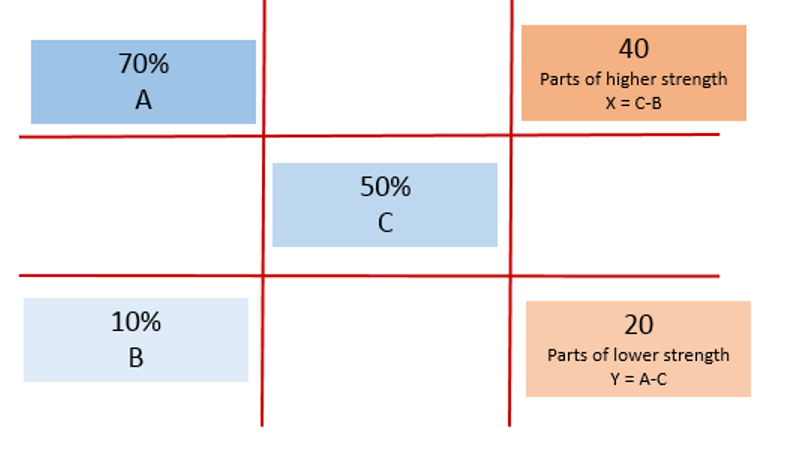 70%
A
40
Parts of higher strength
X = C-B
50%
C
10%
B
20
Parts of lower strength
Y = A-C